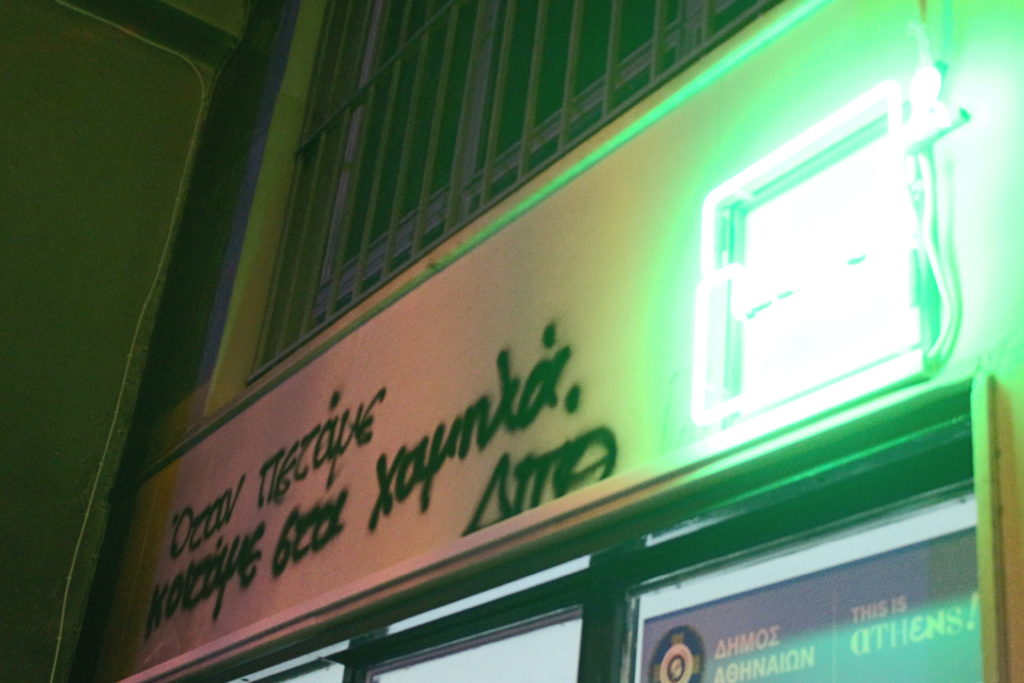 Όταν πετάμε
κοιτάμε στα χαμηλά.
ΔΗΜΟΣ
ΑΘΗΝΑΙΩΝ
THIS IS
ATHENS!